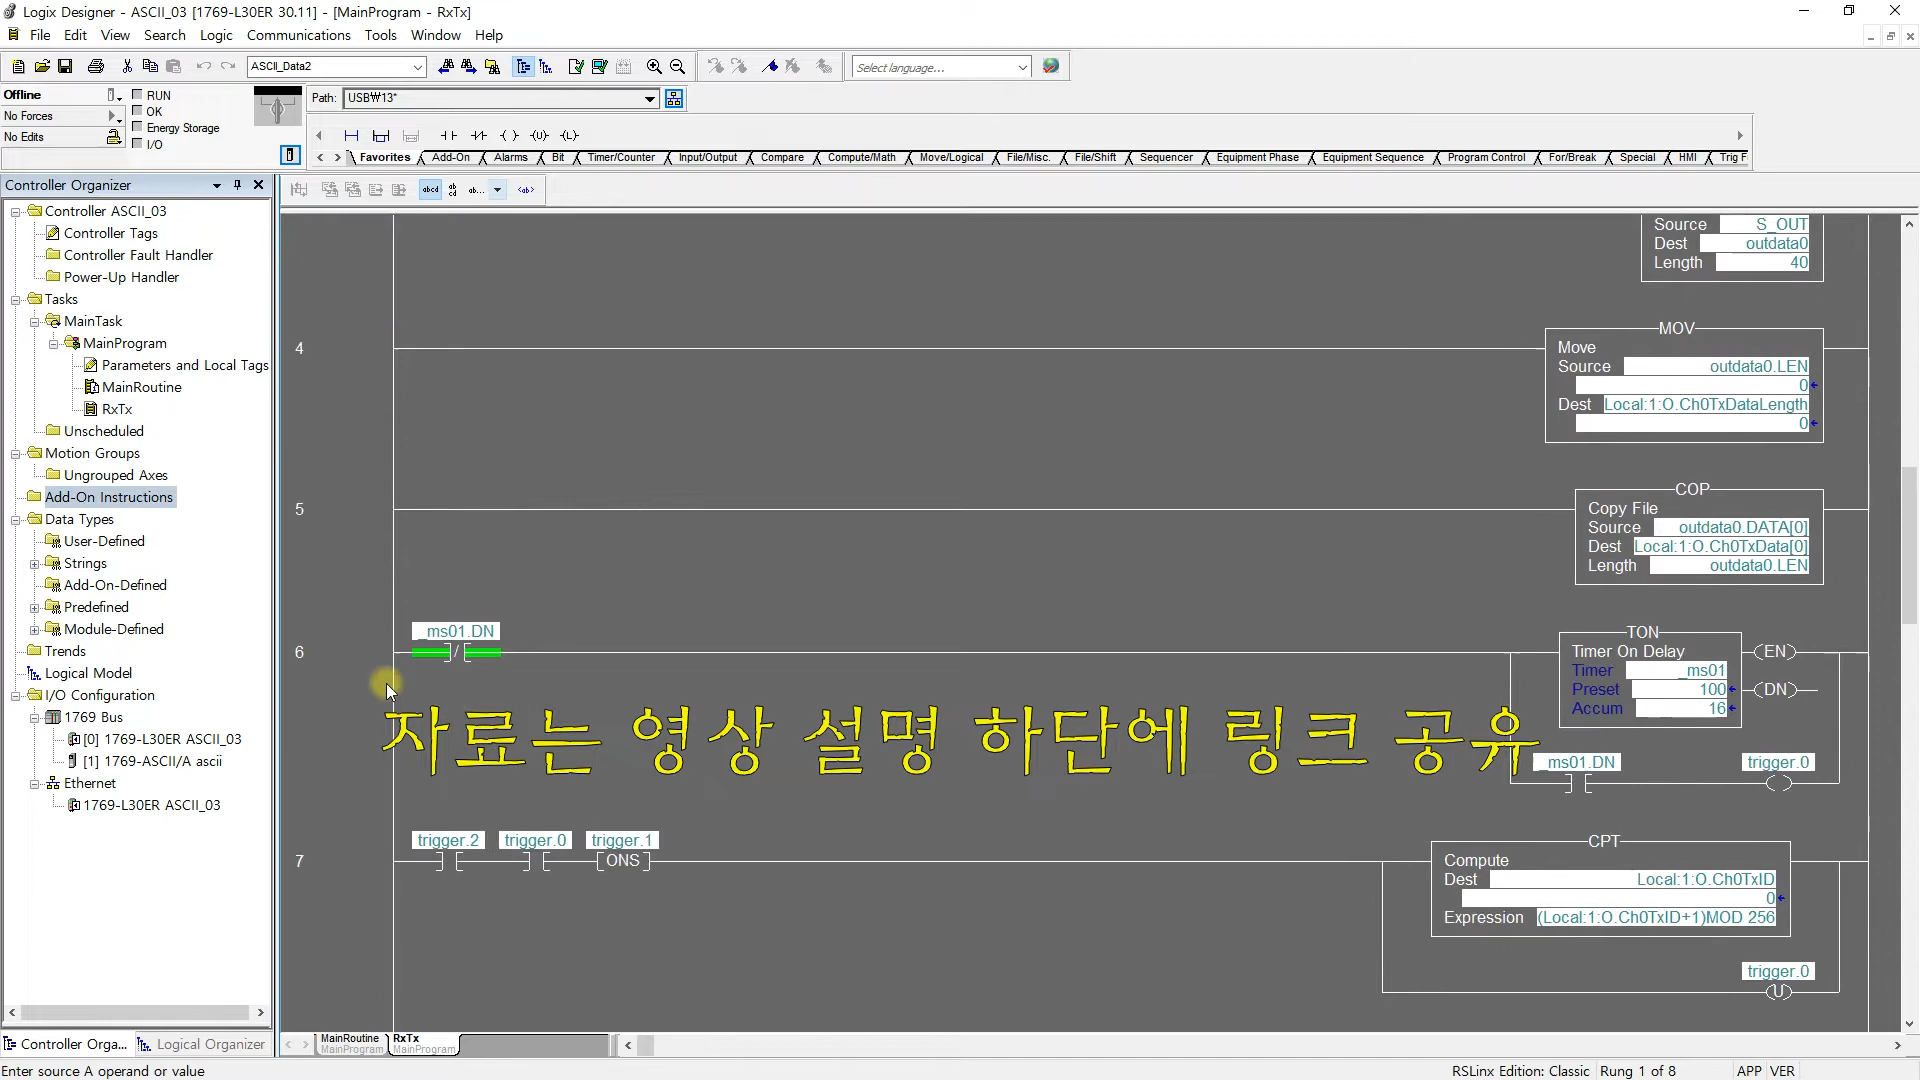 Logix Designer - ASCII_03 [1769-L30ER 30.11] - [MainProgram - RxTx]
File Edit View Search Logic Communications Tools Window Help
ASCII_Data2
Select language...
Offline
RUN
No Forces
OK
No Edits
Energy Storage
I/O
Path: USB₩13*
Favorites Add-On Alarms Bit Timer/Counter Input/Output Compare Compute/Math Move/Logical File/Misc. File/Shift Sequencer Equipment Phase Equipment Sequence Program Control For/Break Special HMI Trig F
Controller Organizer
Controller ASCII_03
Controller Tags
Controller Fault Handler
Power-Up Handler
Tasks
MainTask
MainProgram
Parameters and Local Tags
MainRoutine
RxTx
Unscheduled
Motion Groups
Ungrouped Axes
Add-On Instructions
Data Types
User-Defined
Strings
Add-On-Defined
Predefined
Module-Defined
Trends
Logical Model
I/O Configuration
1769 Bus
[0] 1769-L30ER ASCII_03
[1] 1769-ASCII/A ascii
Ethernet
1769-L30ER ASCII_03
Controller Orga... Logical Organizer
Source S_OUT
Dest outdata0
Length 40
4
MOV
Move
Source outdata0.LEN
0
Dest Local:1:O.Ch0TxDataLength
0
5
COP
Copy File
Source outdata0.DATA[0]
Dest Local:1:O.Ch0TxData[0]
Length outdata0.LEN
6
_ms01.DN
TON
Timer On Delay
Timer _ms01
Preset 100
Accum 16
EN
DN
자료는 영상 설명 하단에 링크 공유
_ms01.DN trigger.0
7
trigger.2 trigger.0 trigger.1
ONS
CPT
Compute
Dest Local:1:O.Ch0TxID
0
Expression (Local:1:O.Ch0TxID+1)MOD 256
trigger.0
U
MainRoutine
MainProgram
RxTx
MainProgram
Enter source A operand or value
RSLinx Edition: Classic Rung 1 of 8 APP VER